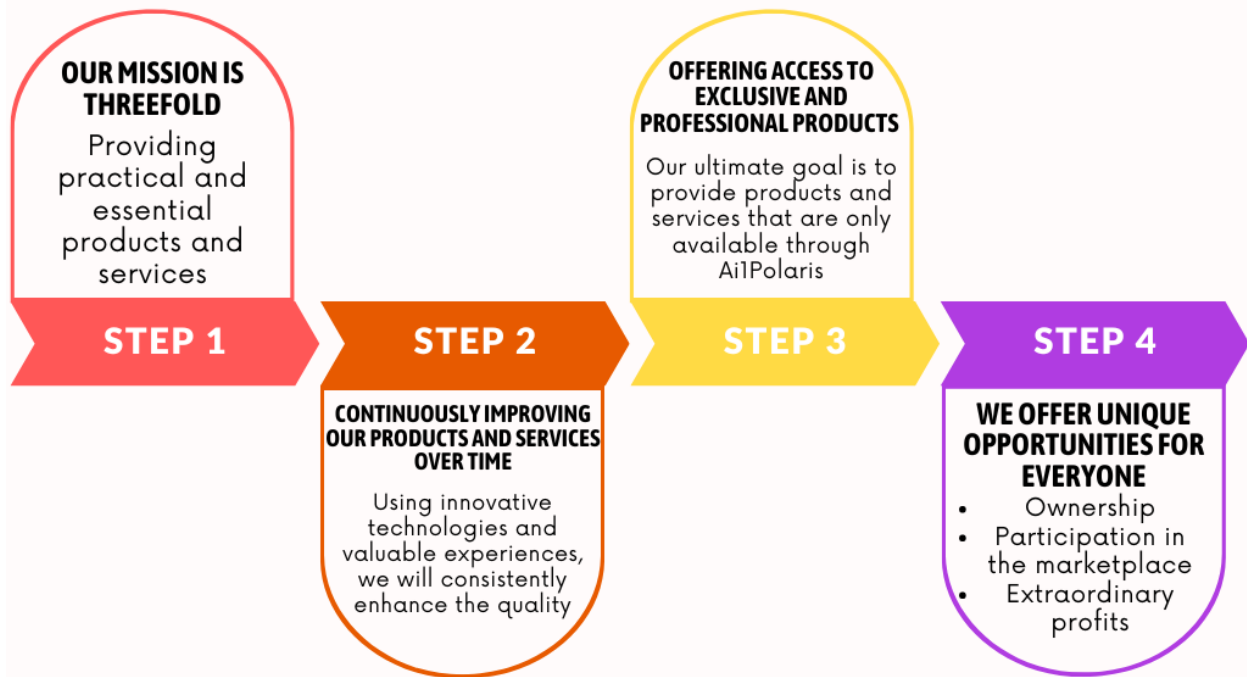 OUR MISSION IS
THREEFOLD
Providing
practical and
essential
products and
services
STEP 1
STEP 2
CONTINUOUSLY IMPROVING
OUR PRODUCTS AND SERVICES
OVER TIME
Using innovative
technologies and
valuable experiences,
we will consistently
enhance the quality
OFFERING ACCESS TO
EXCLUSIVE AND
PROFESSIONAL PRODUCTS
Our ultimate goal is to
provide products and
services that are only
available through
Ai1Polaris
STEP 3
STEP 4
WE OFFER UNIQUE
OPPORTUNITIES FOR
EVERYONE
• Ownership
• Participation in
the marketplace
• Extraordinary
profits